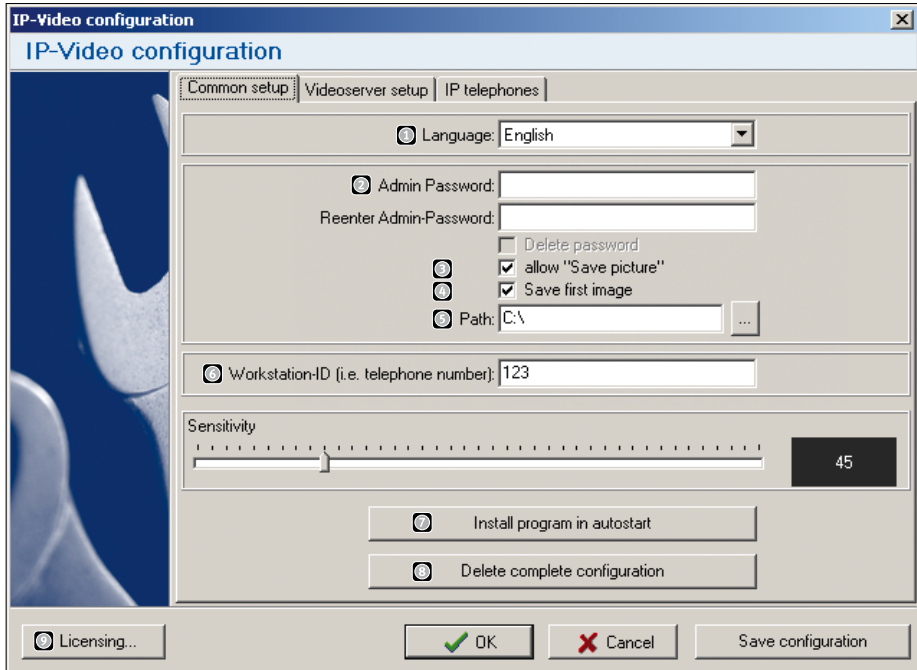 IP-Video configuration
IP-Video configuration
Common setup Videoserver setup IP telephones
1 Language: English
2 Admin Password:
Reenter Admin-Password:
Delete password
3 allow "Save picture"
4 Save first image
5 Path: C:\ ...
6 Workstation-ID (i.e. telephone number): 123
Sensitivity
45
7 Install program in autostart
8 Delete complete configuration
9 Licensing... OK Cancel Save configuration